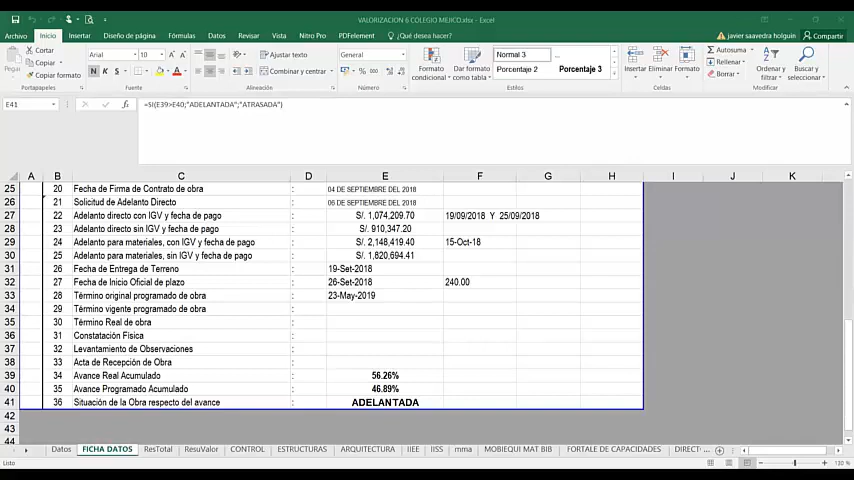 VALORIZACION 6 COLEGIO MEJICO.xlsx - Excel
Archivo Inicio Insertar Diseño de página Fórmulas Datos Revisar Vista Nitro Pro PDFelement ¿Qué desea hacer? javier saavedra holguin Compartir
Pegar
Cortar
Copiar
Copiar formato
Portapapeles
Arial 10
N K S
Fuente
Ajustar texto
Combinar y centrar
Alineación
General
% 000
Número
Formato condicional
Dar formato como tabla
Normal 3
Porcentaje 2 Porcentaje 3
Estilos
Insertar Eliminar Formato
Celdas
Autosuma
Rellenar
Borrar
Ordenar y filtrar
Buscar y seleccionar
Modificar
E41 fx =SI(E39>E40;"ADELANTADA";"ATRASADA")
A B C D E F G H I J K
25 20 Fecha de Firma de Contrato de obra : 04 DE SEPTIEMBRE DEL 2018
26 21 Solicitud de Adelanto Directo : 06 DE SEPTIEMBRE DEL 2018
27 22 Adelanto directo con IGV y fecha de pago : S/. 1,074,209.70 19/09/2018 Y 25/09/2018
28 23 Adelanto directo sin IGV y fecha de pago : S/. 910,347.20
29 24 Adelanto para materiales, con IGV y fecha de pago : S/. 2,148,419.40 15-Oct-18
30 25 Adelanto para materiales, sin IGV y fecha de pago : S/. 1,820,694.41
31 26 Fecha de Entrega de Terreno : 19-Set-2018
32 27 Fecha de Inicio Oficial de plazo : 26-Set-2018 240.00
33 28 Término original programado de obra : 23-May-2019
34 29 Término vigente programado de obra :
35 30 Término Real de obra :
36 31 Constatación Física :
37 32 Levantamiento de Observaciones :
38 33 Acta de Recepción de Obra :
39 34 Avance Real Acumulado : 56.26%
40 35 Avance Programado Acumulado : 46.89%
41 36 Situación de la Obra respecto del avance : ADELANTADA
42
43
44
Datos FICHA DATOS ResTotal ResuValor CONTROL ESTRUCTURAS ARQUITECTURA IIEE IISS mma MOBIEQUI MAT BIB FORTALE DE CAPACIDADES DIRECT ...
Listo 120 %